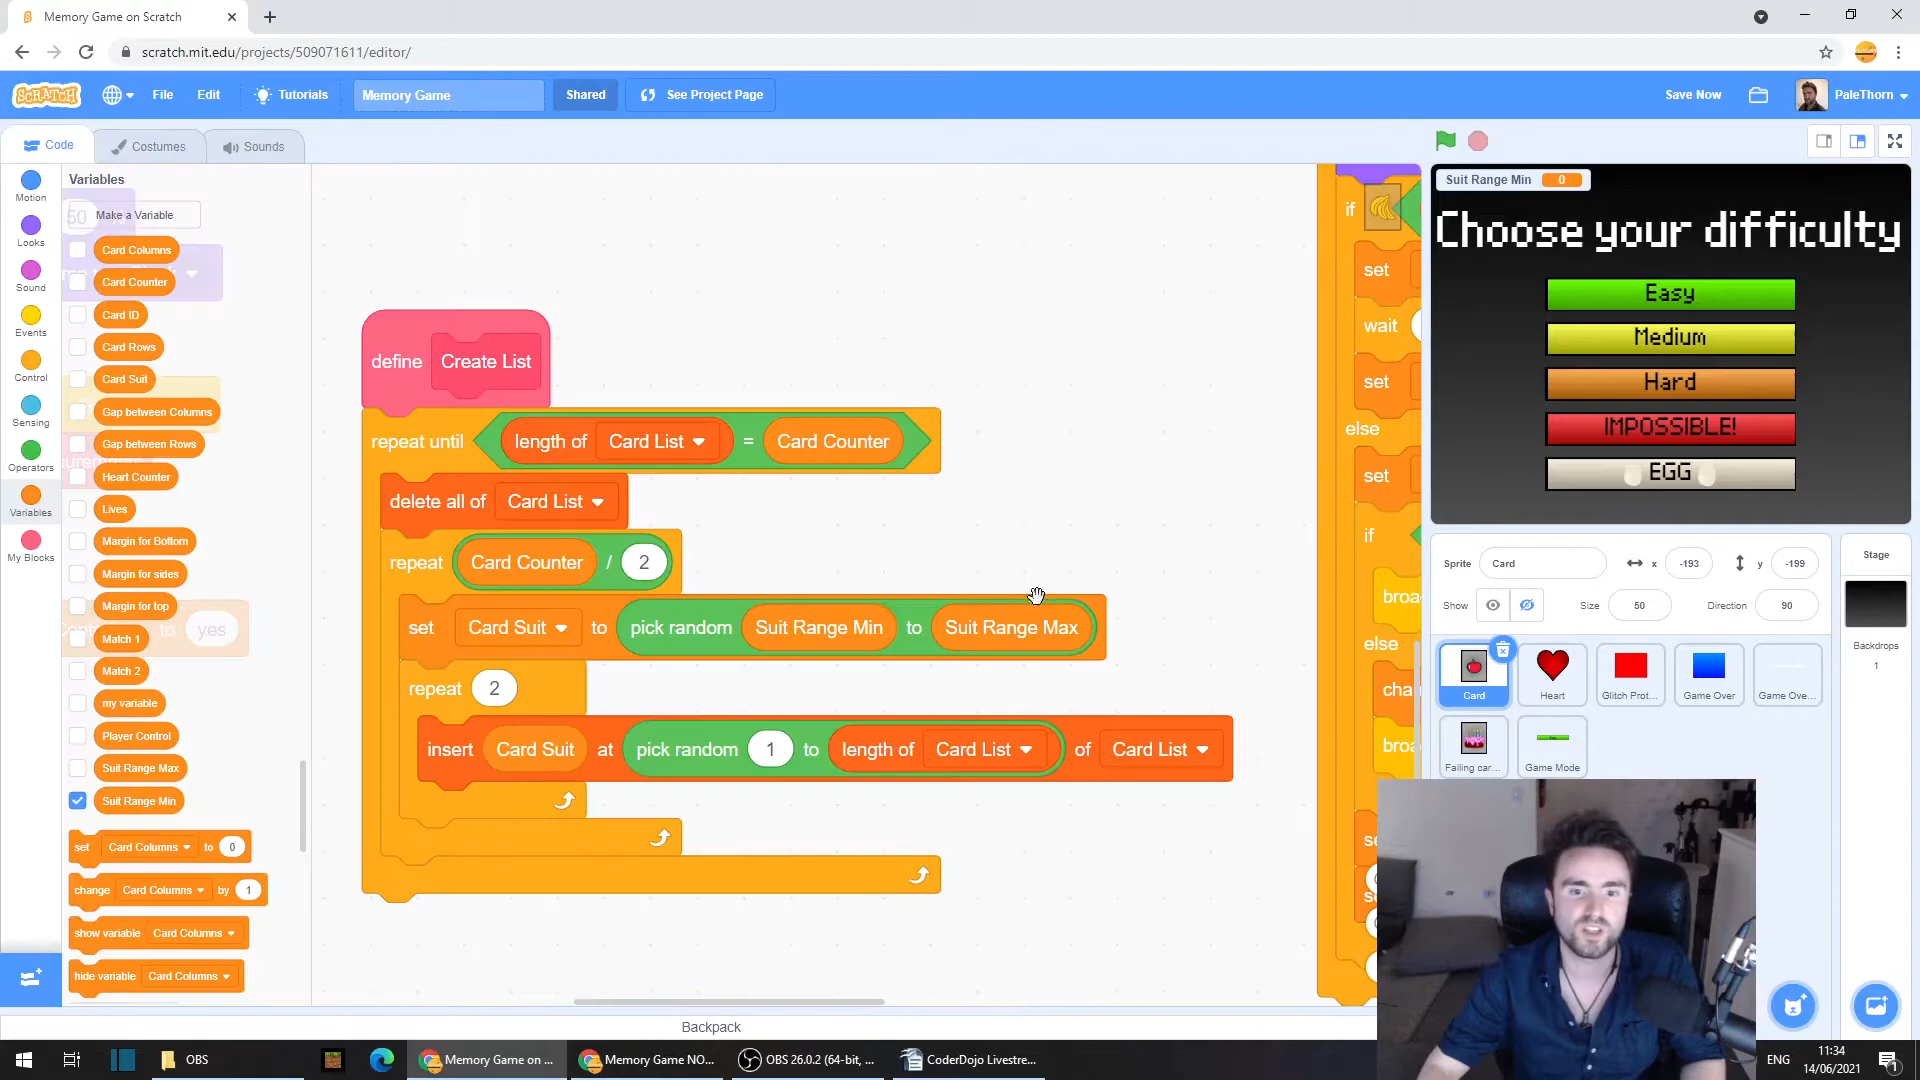 Memory Game on Scratch
scratch.mit.edu/projects/509071611/editor/
SCRATCH
File
Edit
Tutorials
Memory Game
Shared
See Project Page
Save Now
PaleThorn
Code
Costumes
Sounds
Motion
Looks
Sound
Events
Control
Sensing
Operators
Variables
My Blocks
Variables
Make a Variable
50
Card Columns
Card Counter
Card ID
Card Rows
Card Suit
Gap between Columns
Gap between Rows
Heart Counter
Lives
Margin for Bottom
Margin for sides
Margin for top
to yes
Match 1
Match 2
my variable
Player Control
Suit Range Max
Suit Range Min
set Card Columns to 0
change Card Columns by 1
show variable Card Columns
hide variable Card Columns
define Create List
repeat until length of Card List = Card Counter
delete all of Card List
repeat Card Counter / 2
set Card Suit to pick random Suit Range Min to Suit Range Max
repeat 2
insert Card Suit at pick random 1 to length of Card List of Card List
if
set
wait
set
else
set
if
broa
else
cha
broa
Backpack
Suit Range Min 0
Choose your difficulty
Easy
Medium
Hard
IMPOSSIBLE!
EGG
Sprite Card x -193 y -199
Show Size 50 Direction 90
Card
Heart
Glitch Prot...
Game Over
Game Ove...
Falling car...
Game Mode
Stage
Backdrops
1
OBS
Memory Game on ...
Memory Game NO...
OBS 26.0.2 (64-bit, ...
CoderDojo Livestre...
ENG
11:34
14/06/2021
1